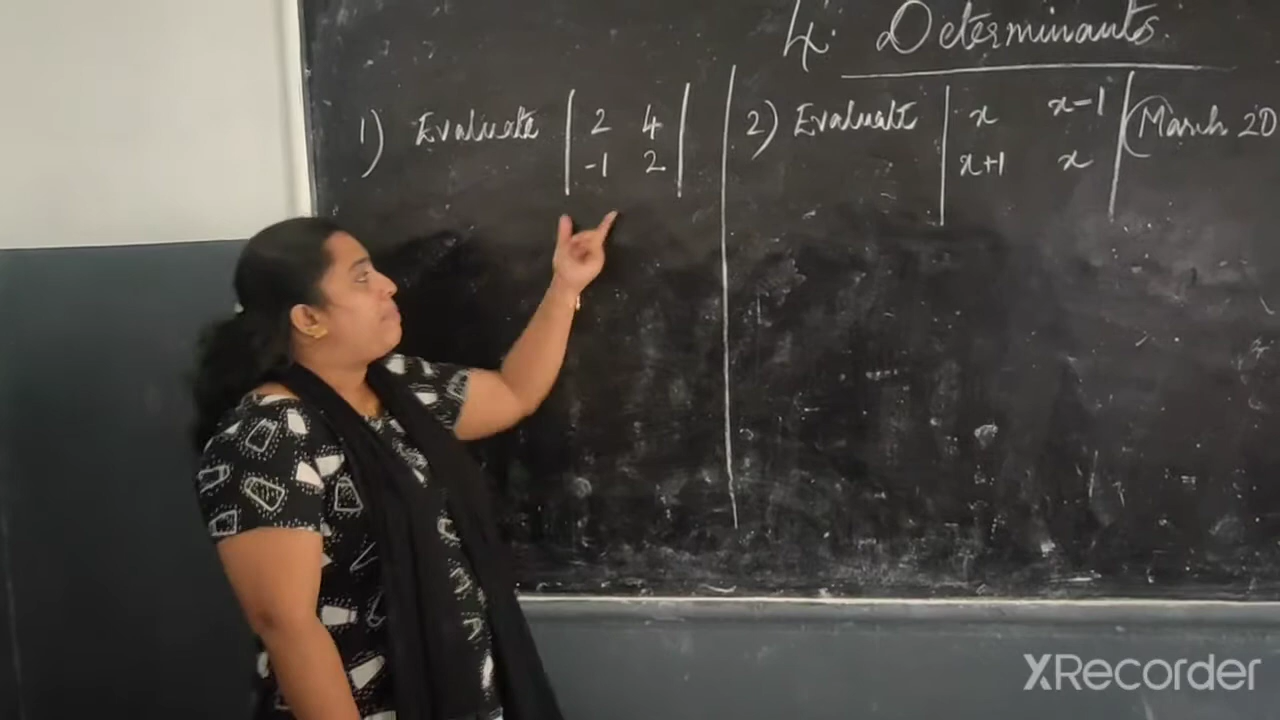 4. Determinants.
1) Evaluate | 2 4 |
| -1 2 |
2) Evaluate | x x-1 | (March 20
| x+1 x |
XRecorder